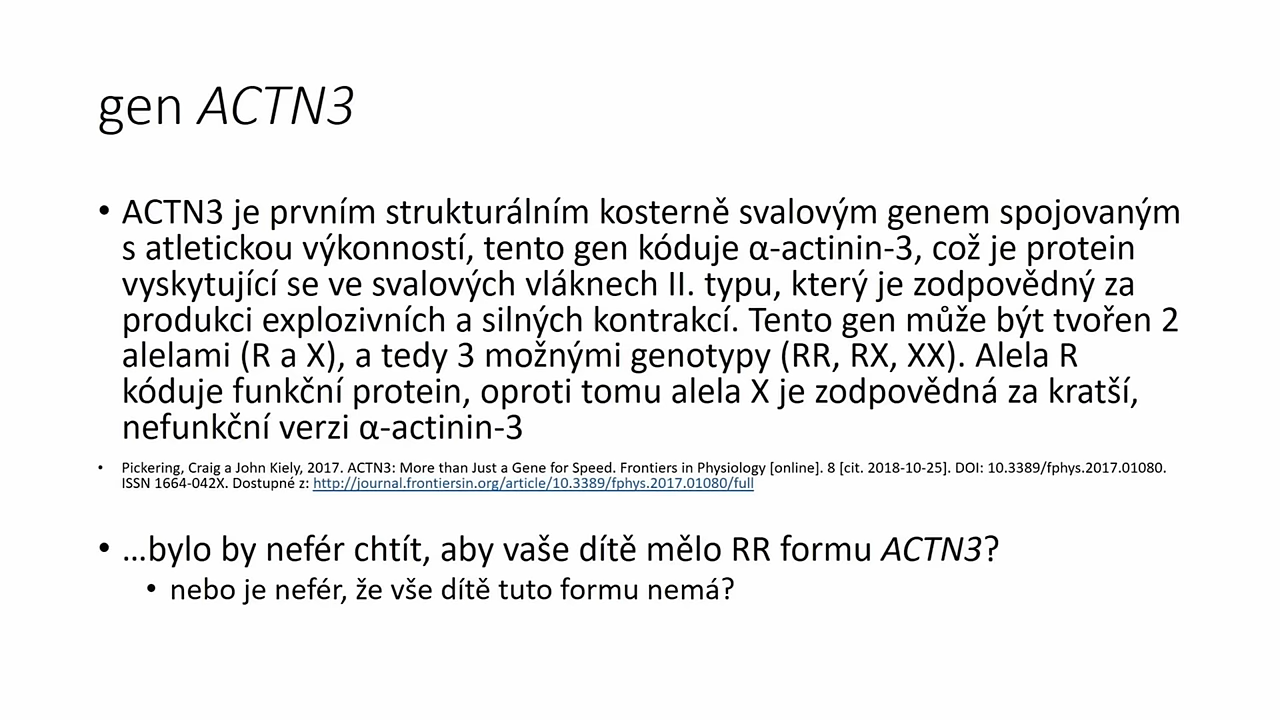 gen ACTN3
• ACTN3 je prvním strukturálním kosterně svalovým genem spojovaným
s atletickou výkonností, tento gen kóduje α-actinin-3, což je protein
vyskytující se ve svalových vláknech II. typu, který je zodpovědný za
produkci explozivních a silných kontrakcí. Tento gen může být tvořen 2
alelami (R a X), a tedy 3 možnými genotypy (RR, RX, XX). Alela R
kóduje funkční protein, oproti tomu alela X je zodpovědná za kratší,
nefunkční verzi α-actinin-3
• Pickering, Craig a John Kiely, 2017. ACTN3: More than Just a Gene for Speed. Frontiers in Physiology [online]. 8 [cit. 2018-10-25]. DOI: 10.3389/fphys.2017.01080.
ISSN 1664-042X. Dostupné z: http://journal.frontiersin.org/article/10.3389/fphys.2017.01080/full
• …bylo by nefér chtít, aby vaše dítě mělo RR formu ACTN3?
• nebo je nefér, že vše dítě tuto formu nemá?